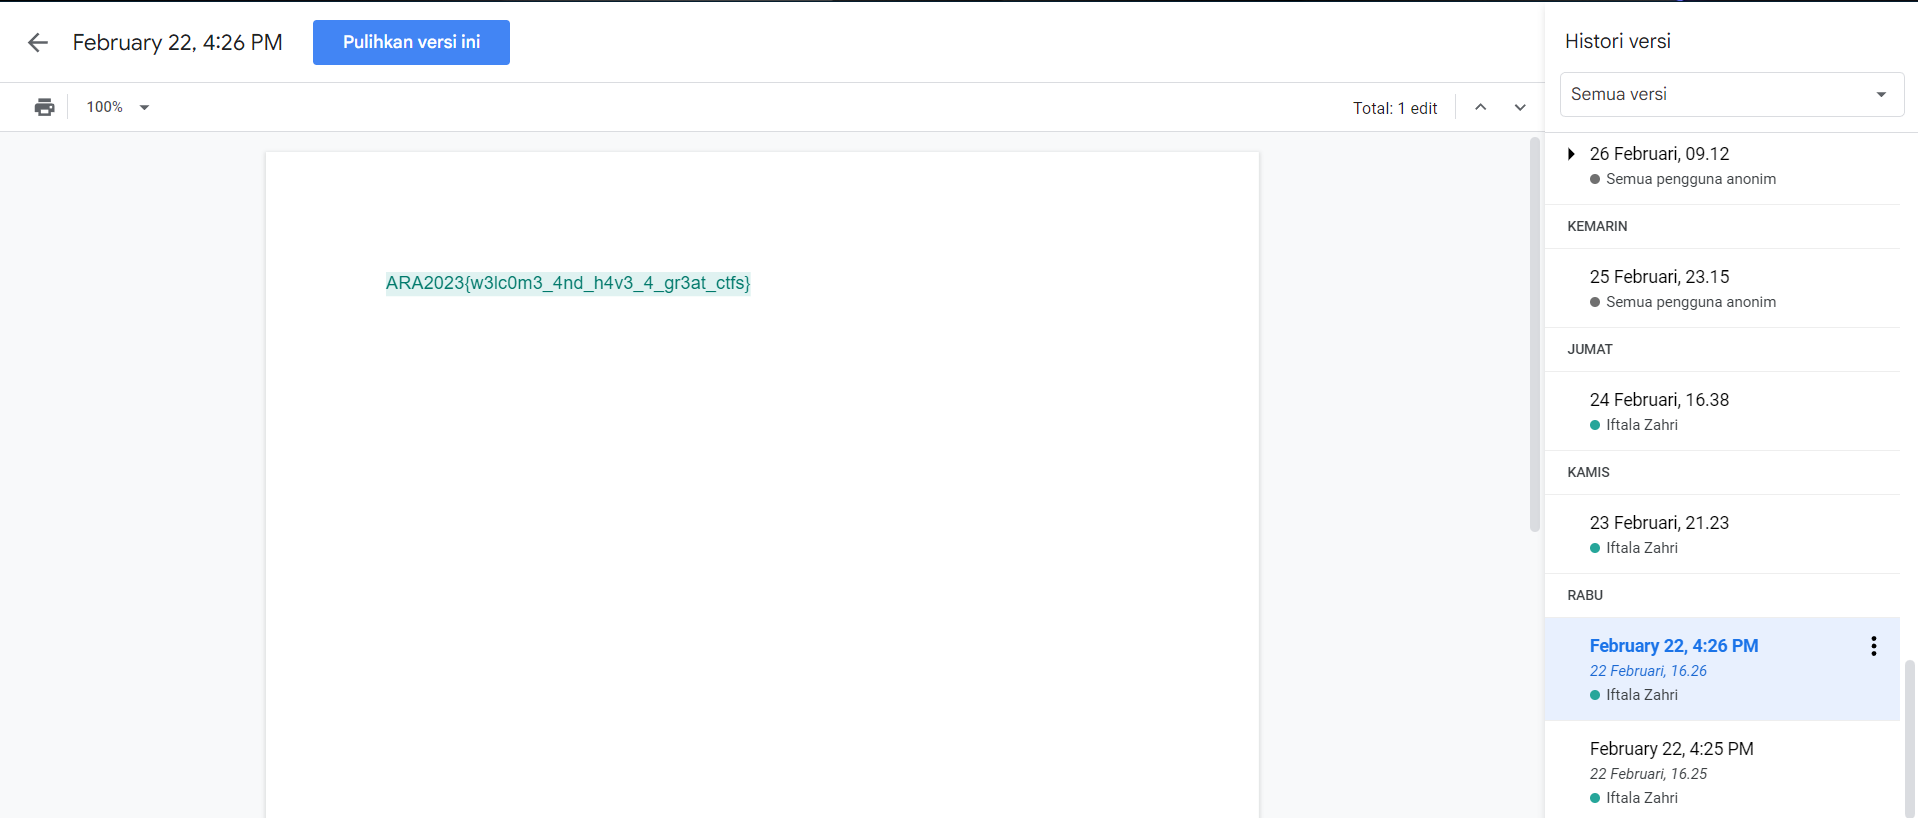 February 22, 4:26 PM
Pulihkan versi ini
100%
Total: 1 edit
ARA2023{w3lc0m3_4nd_h4v3_4_gr3at_ctfs}
Histori versi
Semua versi
26 Februari, 09.12
Semua pengguna anonim
KEMARIN
25 Februari, 23.15
Semua pengguna anonim
JUMAT
24 Februari, 16.38
Iftala Zahri
KAMIS
23 Februari, 21.23
Iftala Zahri
RABU
February 22, 4:26 PM
22 Februari, 16.26
Iftala Zahri
February 22, 4:25 PM
22 Februari, 16.25
Iftala Zahri